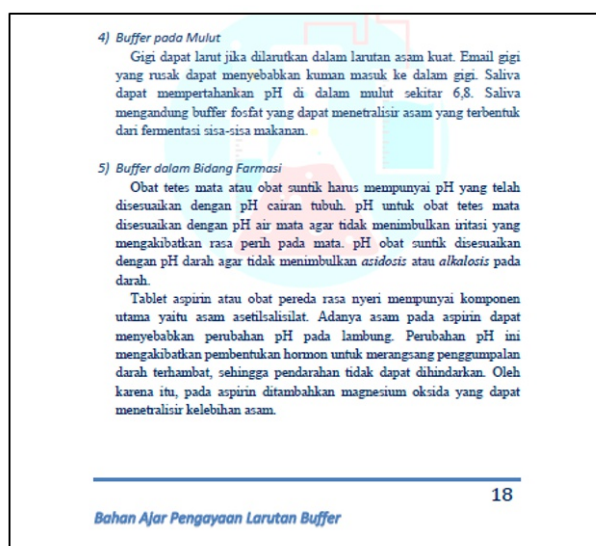 4) Buffer pada Mulut
Gigi dapat larut jika dilarutkan dalam larutan asam kuat. Email gigi
yang rusak dapat menyebabkan kuman masuk ke dalam gigi. Saliva
dapat mempertahankan pH di dalam mulut sekitar 6,8. Saliva
mengandung buffer fosfat yang dapat menetralisir asam yang terbentuk
dari fermentasi sisa-sisa makanan.
5) Buffer dalam Bidang Farmasi
Obat tetes mata atau obat suntik harus mempunyai pH yang telah
disesuaikan dengan pH cairan tubuh. pH untuk obat tetes mata
disesuaikan dengan pH air mata agar tidak menimbulkan iritasi yang
mengakibatkan rasa perih pada mata. pH obat suntik disesuaikan
dengan pH darah agar tidak menimbulkan asidosis atau alkalosis pada
darah.
Tablet aspirin atau obat pereda rasa nyeri mempunyai komponen
utama yaitu asam asetilsalisilat. Adanya asam pada aspirin dapat
menyebabkan perubahan pH pada lambung. Perubahan pH ini
mengakibatkan pembentukan hormon untuk merangsang penggumpalan
darah terhambat, sehingga pendarahan tidak dapat dihindarkan. Oleh
karena itu, pada aspirin ditambahkan magnesium oksida yang dapat
menetralisir kelebihan asam.
18
Bahan Ajar Pengayaan Larutan Buffer